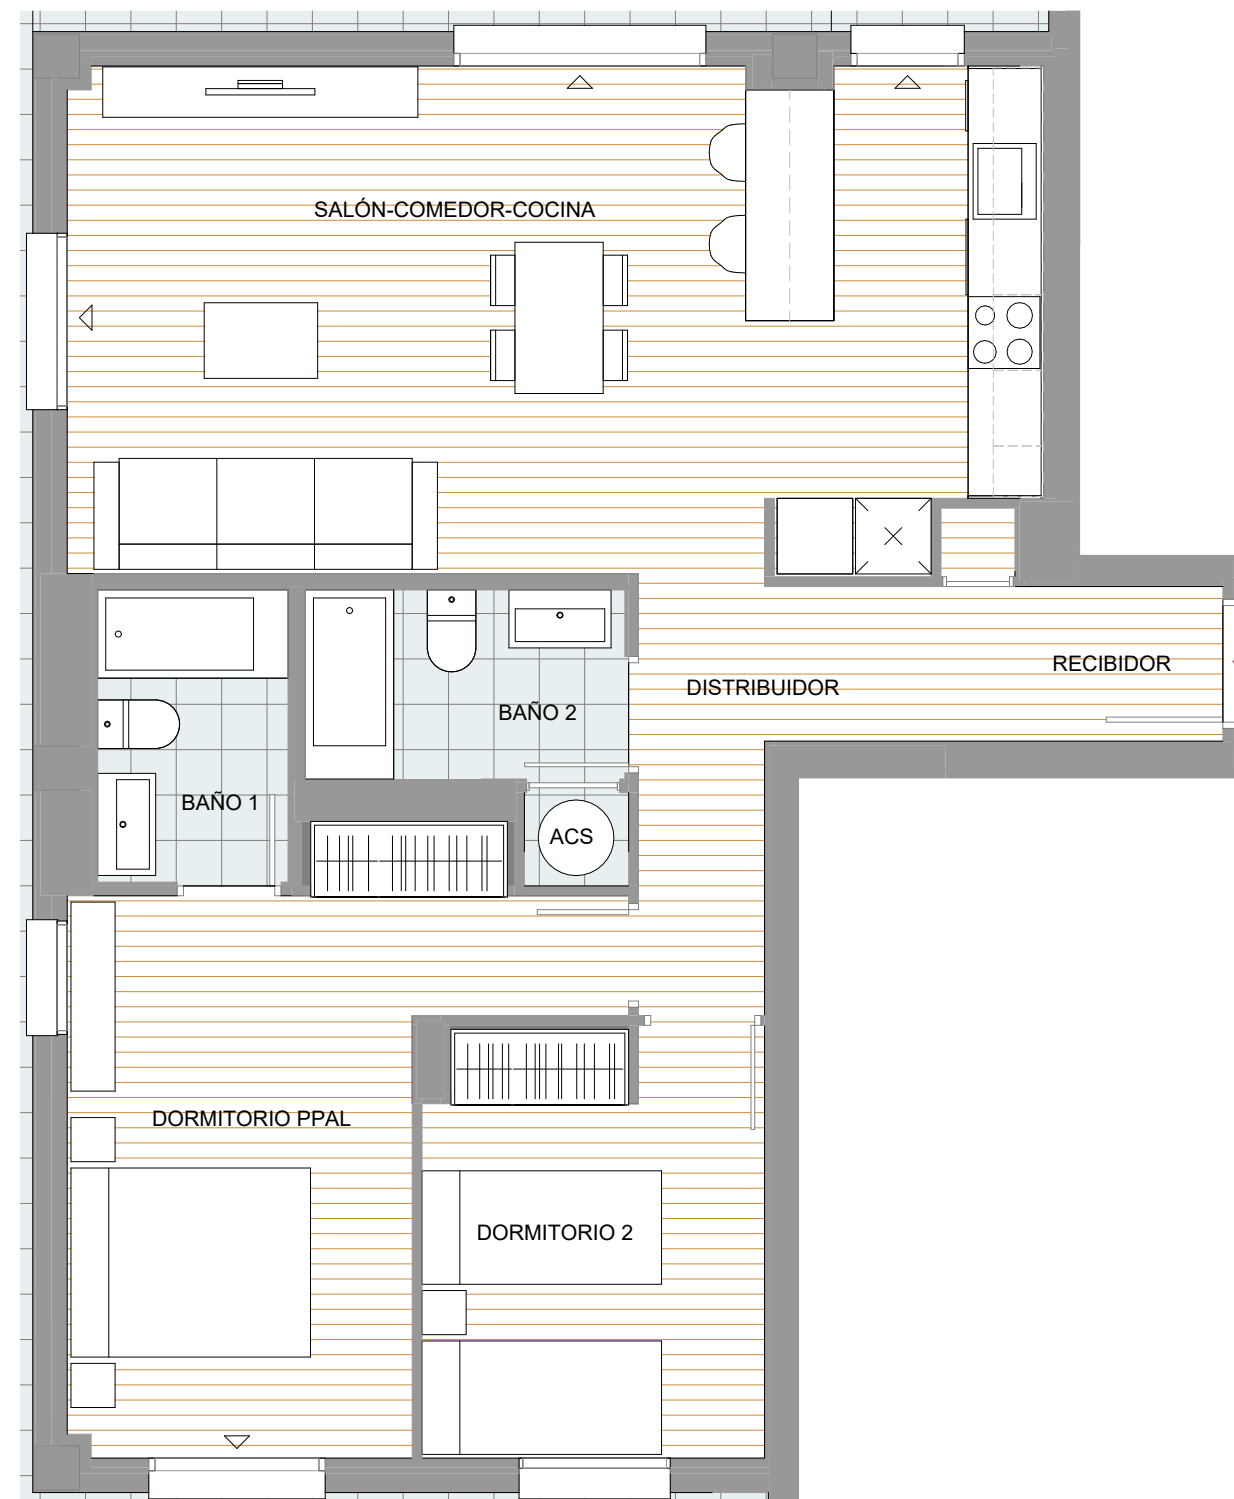 SALÓN-COMEDOR-COCINA
RECIBIDOR
DISTRIBUIDOR
BAÑO 2
BAÑO 1
ACS
DORMITORIO PPAL
DORMITORIO 2